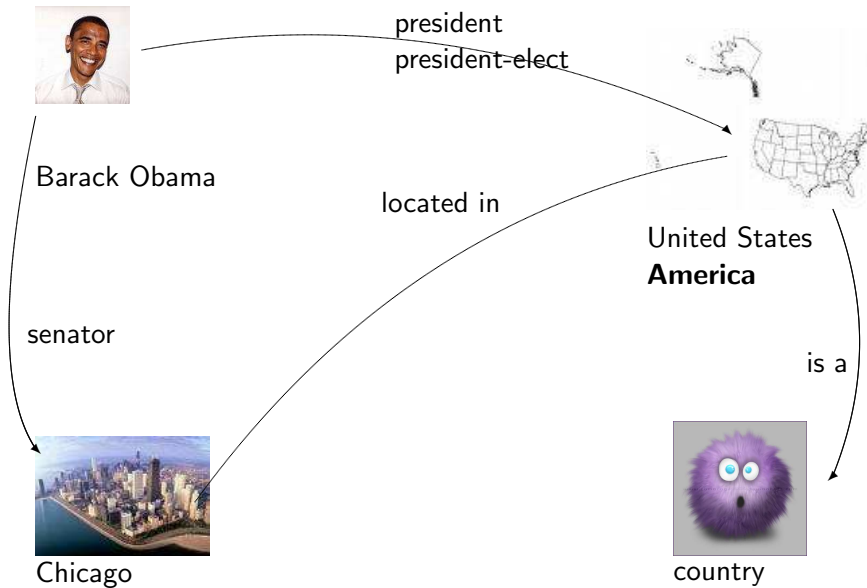 president
president-elect
Barack Obama
located in
United States
America
senator
is a
Chicago
country